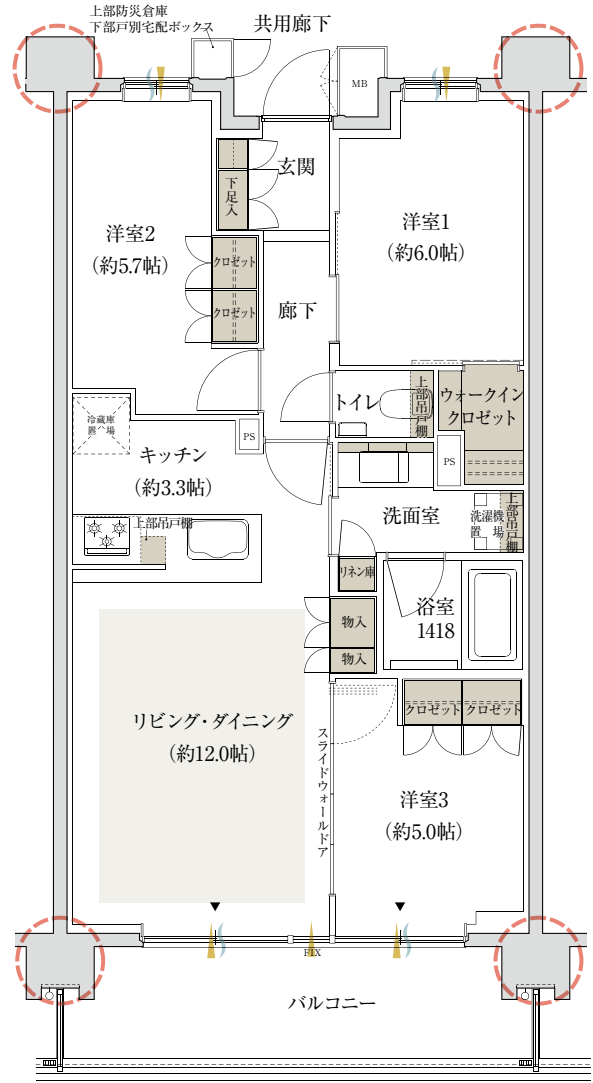 上部防災倉庫
下部戸別宅配ボックス
共用廊下
MB
玄関
下足入
洋室2
(約5.7帖)
洋室1
(約6.0帖)
クロゼット
クロゼット
廊下
トイレ
上部吊戸棚
ウォークイン
クロゼット
冷蔵庫
置場
PS
キッチン
(約3.3帖)
PS
洗面室
洗濯機
置場
上部吊戸棚
上部吊戸棚
リネン庫
浴室
1418
物入
物入
リビング・ダイニング
(約12.0帖)
スライドウォールドア
クロゼット
クロゼット
洋室3
(約5.0帖)
FIX
バルコニー